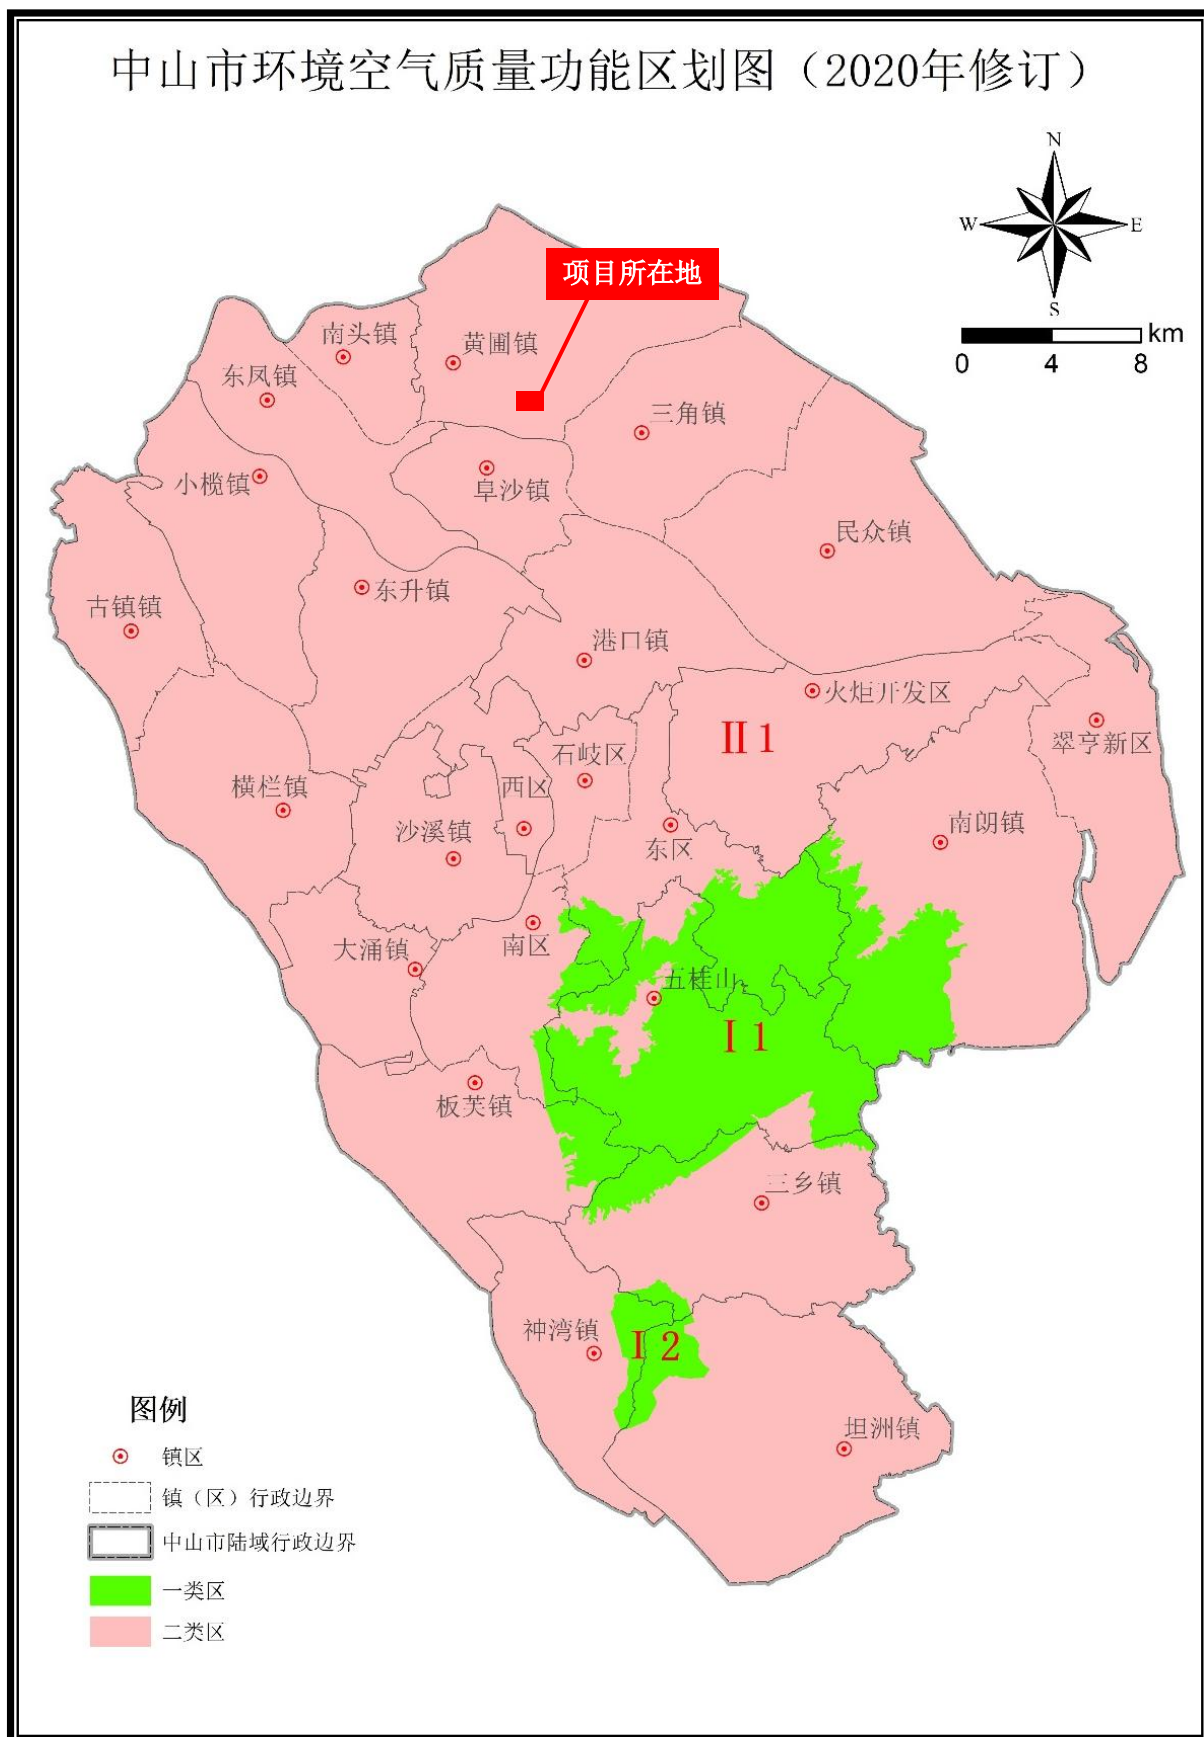 中山市环境空气质量功能区划图（2020年修订）
N
W
E
S
km
0 4 8
项目所在地
南头镇
黄圃镇
东凤镇
三角镇
小榄镇
阜沙镇
民众镇
东升镇
古镇镇
港口镇
火炬开发区
II 1
翠亨新区
石岐区
横栏镇
西区
沙溪镇
东区
南朗镇
南区
大涌镇
五桂山
I 1
板芙镇
三乡镇
神湾镇
I 2
坦洲镇
图例
镇区
镇（区）行政边界
中山市陆域行政边界
一类区
二类区